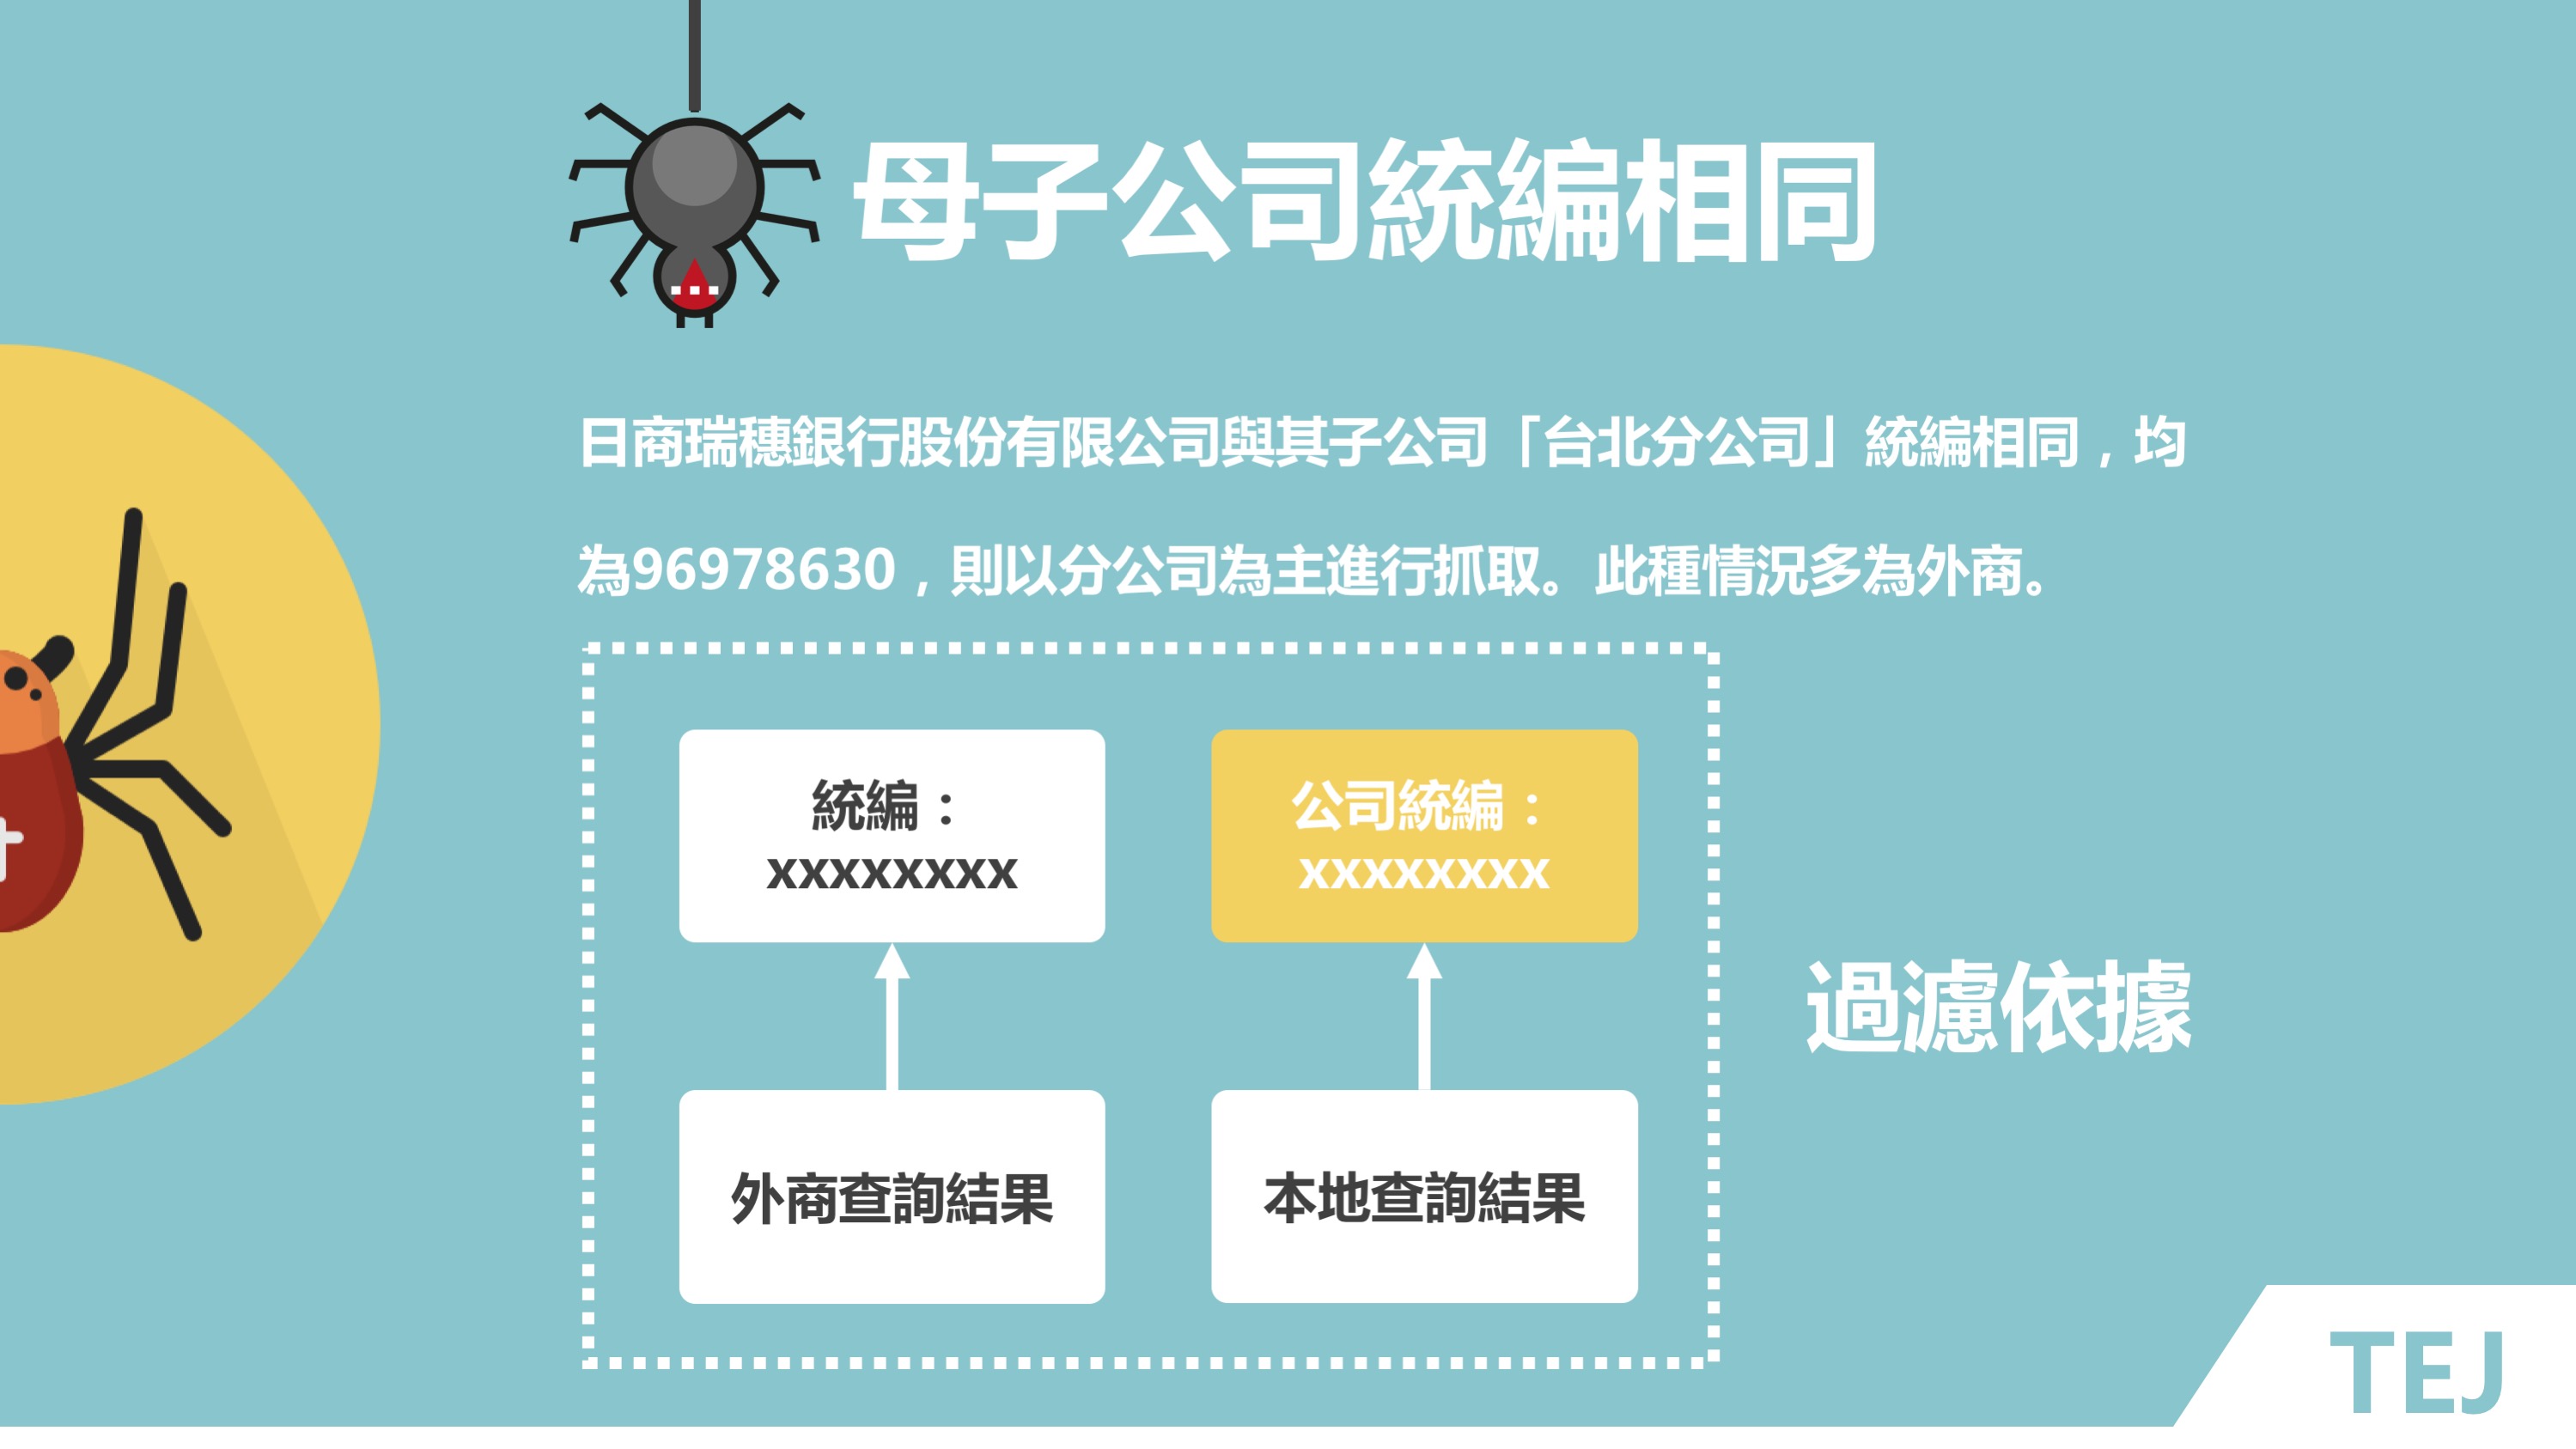 母子公司統編相同
日商瑞穗銀行股份有限公司與其子公司「台北分公司」統編相同，均
為96978630，則以分公司為主進行抓取。此種情況多為外商。
統編：
xxxxxxxx
公司統編：
xxxxxxxx
過濾依據
外商查詢結果
本地查詢結果
TEJ